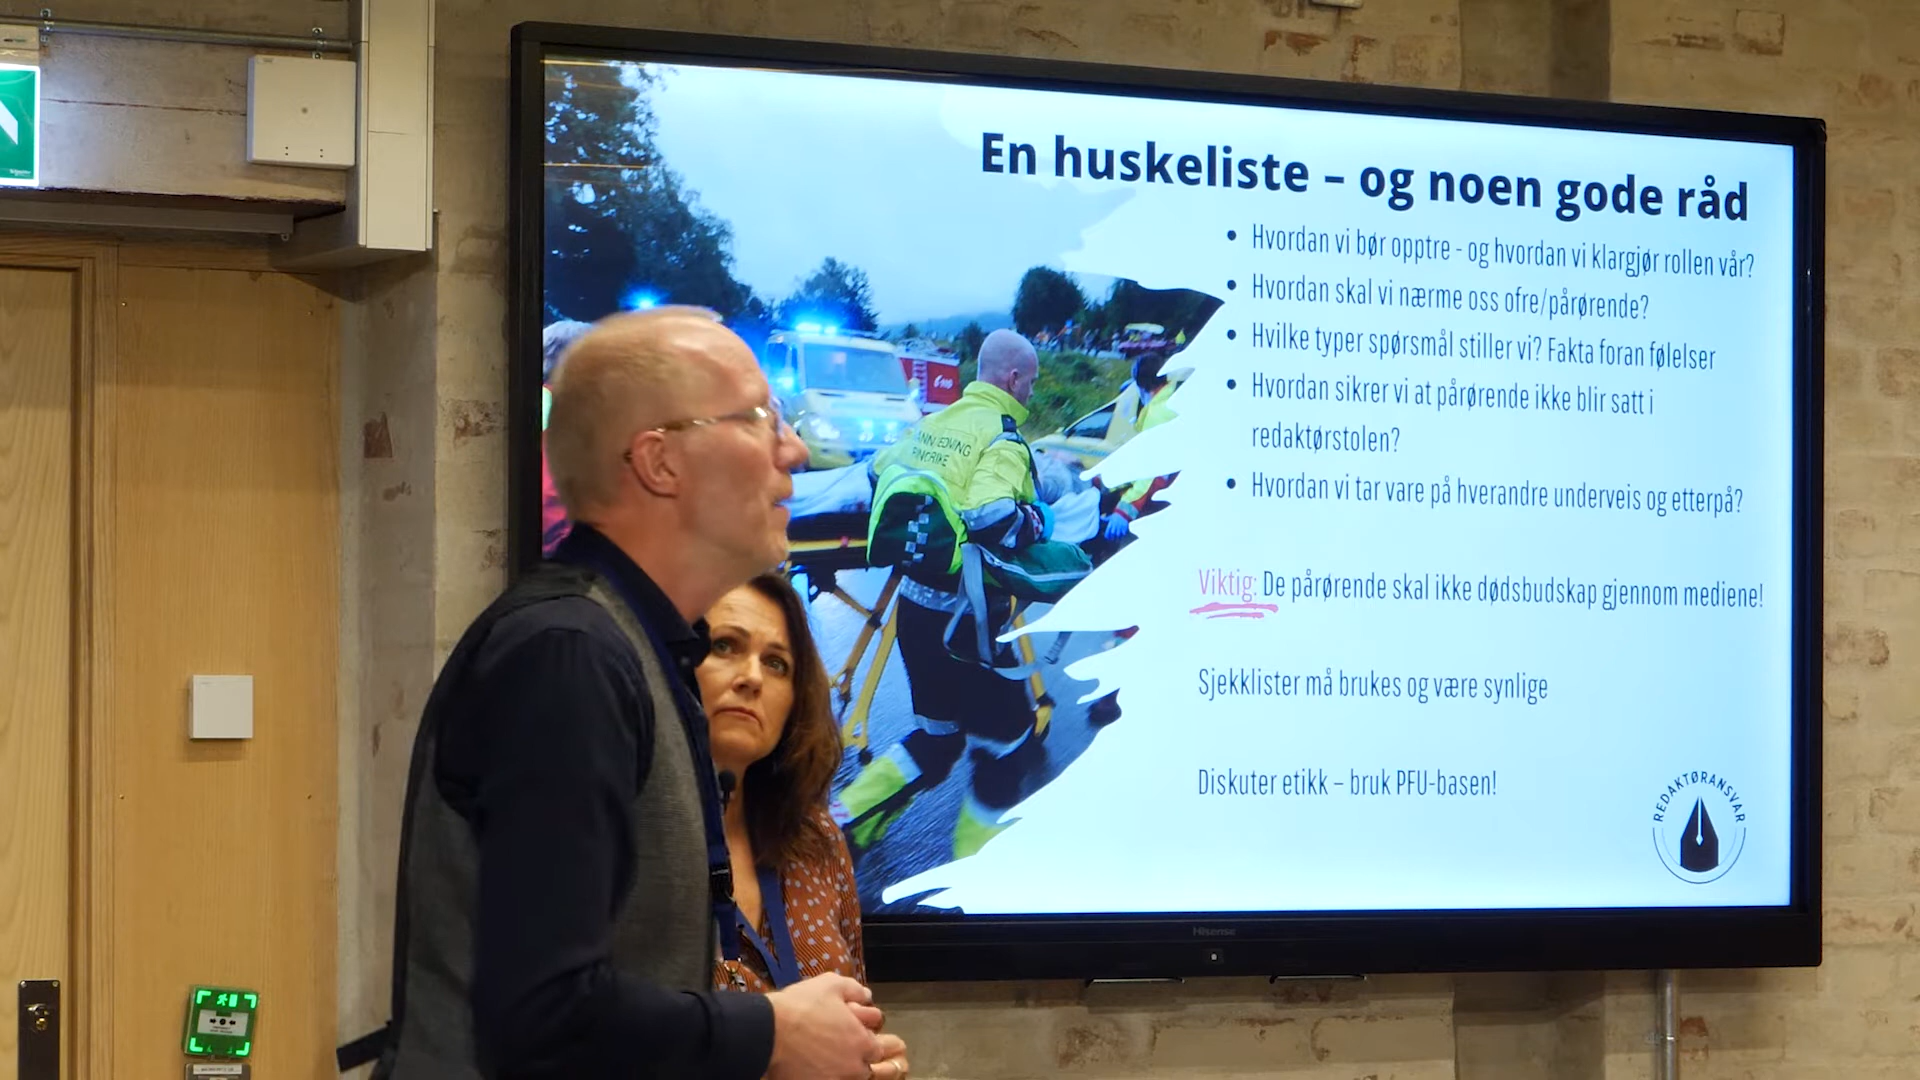 En huskeliste – og noen gode råd
• Hvordan vi bør opptre - og hvordan vi klargjør rollen vår?
• Hvordan skal vi nærme oss ofre/pårørende?
• Hvilke typer spørsmål stiller vi? Fakta foran følelser
• Hvordan sikrer vi at pårørende ikke blir satt i
redaktørstolen?
• Hvordan vi tar vare på hverandre underveis og etterpå?
Viktig: De pårørende skal ikke dødsbudskap gjennom mediene!
Sjekklister må brukes og være synlige
Diskuter etikk – bruk PFU-basen!
REDAKTØRANSVAR
Hisense